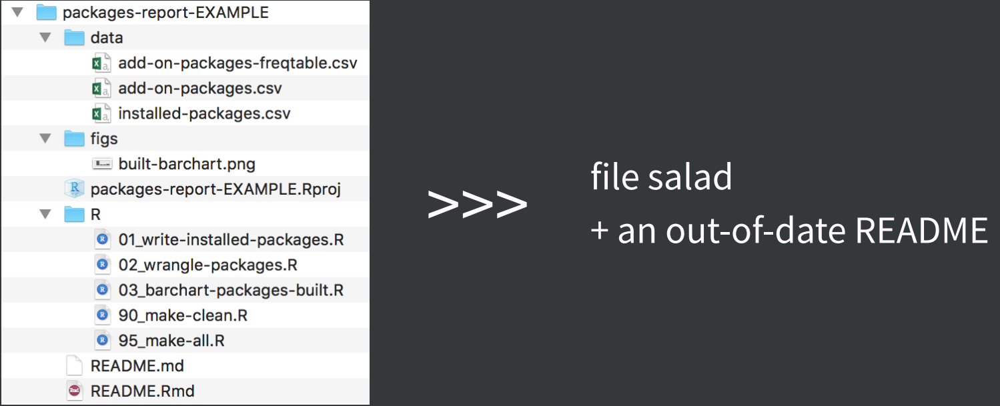 packages-report-EXAMPLE
data
add-on-packages-freqtable.csv
add-on-packages.csv
installed-packages.csv
figs
built-barchart.png
packages-report-EXAMPLE.Rproj
R
01_write-installed-packages.R
02_wrangle-packages.R
03_barchart-packages-built.R
90_make-clean.R
95_make-all.R
README.md
README.Rmd
>>>
file salad
+ an out-of-date README